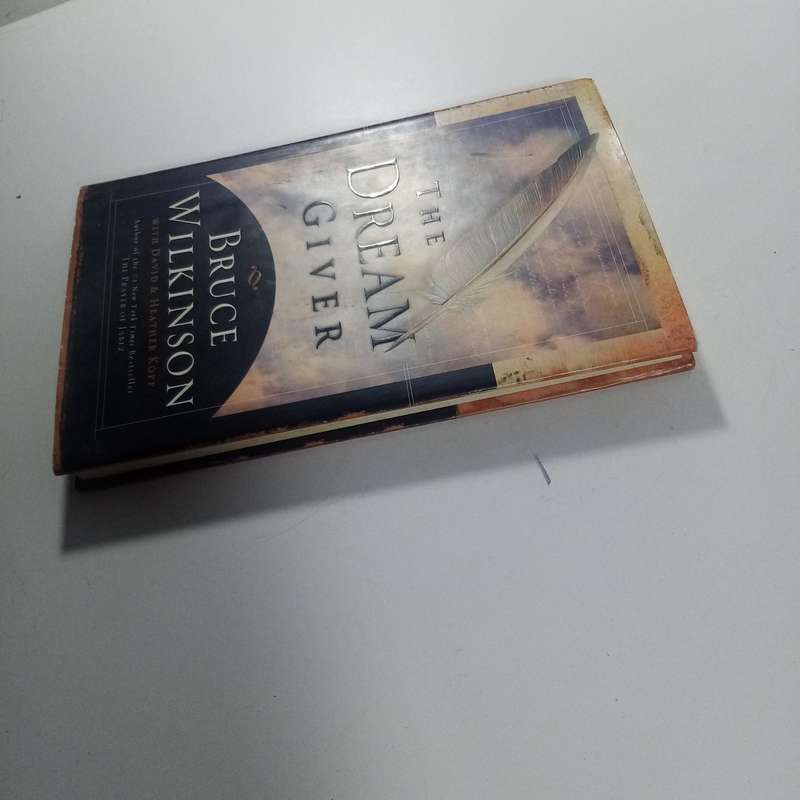 THE
DREAM
GIVER
BRUCE
WILKINSON
WITH DAVID & HEATHER KOPP
Author of the #1 New York Times Bestseller
THE PRAYER OF JABEZ